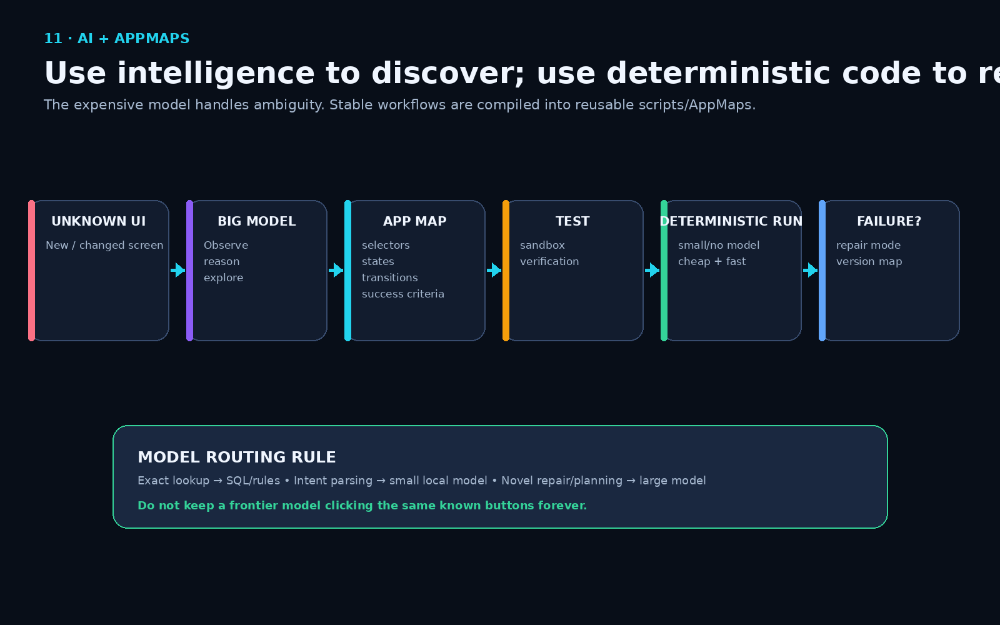 11 · AI + APPMAPS
Use intelligence to discover; use deterministic code to re
The expensive model handles ambiguity. Stable workflows are compiled into reusable scripts/AppMaps.
UNKNOWN UI
New / changed screen
BIG MODEL
Observe
reason
explore
APP MAP
selectors
states
transitions
success criteria
TEST
sandbox
verification
DETERMINISTIC RUN
small/no model
cheap + fast
FAILURE?
repair mode
version map
MODEL ROUTING RULE
Exact lookup → SQL/rules • Intent parsing → small local model • Novel repair/planning → large model
Do not keep a frontier model clicking the same known buttons forever.